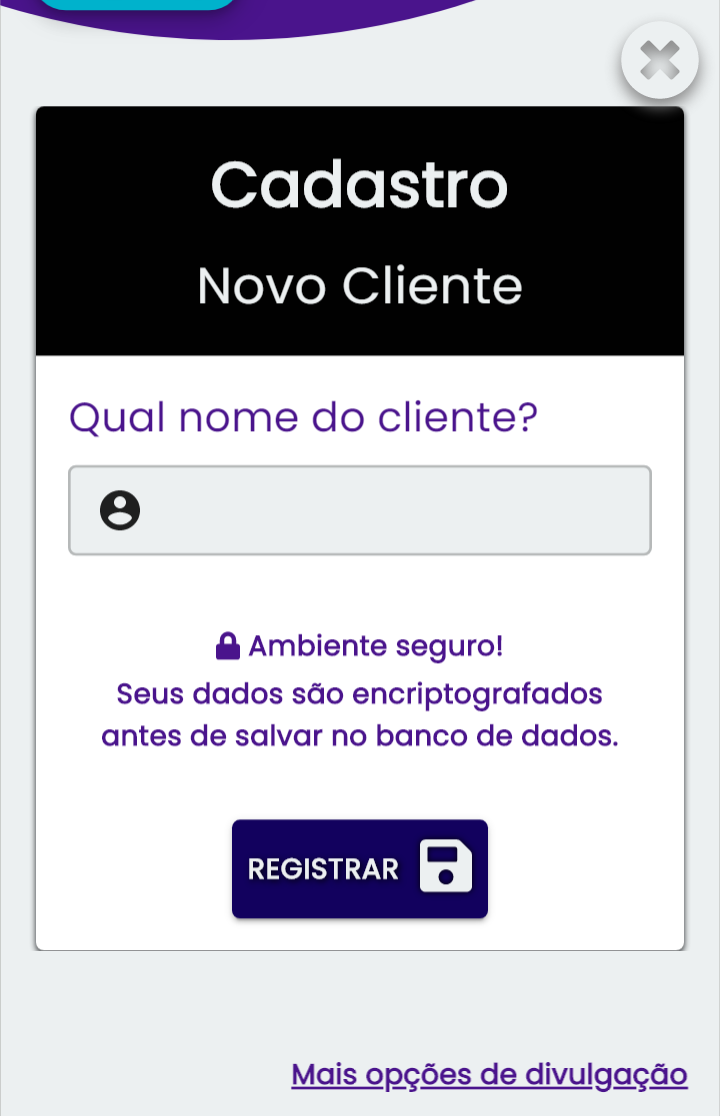 Cadastro
Novo Cliente
Qual nome do cliente?
Ambiente seguro!
Seus dados são encriptografados
antes de salvar no banco de dados.
REGISTRAR
Mais opções de divulgação